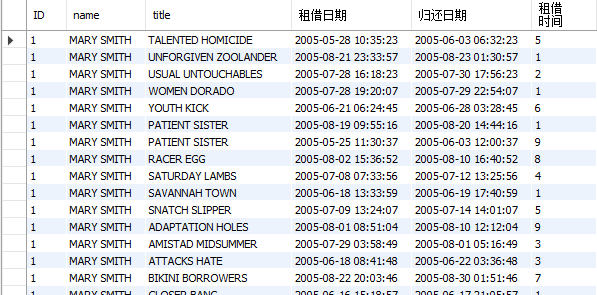 ID name title 租借日期 归还日期 租借
时间
1 MARY SMITH TALENTED HOMICIDE 2005-05-28 10:35:23 2005-06-03 06:32:23 5
1 MARY SMITH UNFORGIVEN ZOOLANDER 2005-08-21 23:33:57 2005-08-23 01:30:57 1
1 MARY SMITH USUAL UNTOUCHABLES 2005-07-28 16:18:23 2005-07-30 17:56:23 2
1 MARY SMITH WOMEN DORADO 2005-07-28 19:20:07 2005-07-29 22:54:07 1
1 MARY SMITH YOUTH KICK 2005-06-21 06:24:45 2005-06-28 03:28:45 6
1 MARY SMITH PATIENT SISTER 2005-08-19 09:55:16 2005-08-20 14:44:16 1
1 MARY SMITH PATIENT SISTER 2005-05-25 11:30:37 2005-06-03 12:00:37 9
1 MARY SMITH RACER EGG 2005-08-02 15:36:52 2005-08-10 16:40:52 8
1 MARY SMITH SATURDAY LAMBS 2005-07-08 07:33:56 2005-07-12 13:25:56 4
1 MARY SMITH SAVANNAH TOWN 2005-06-18 13:33:59 2005-06-19 17:40:59 1
1 MARY SMITH SNATCH SLIPPER 2005-07-09 13:24:07 2005-07-14 14:01:07 5
1 MARY SMITH ADAPTATION HOLES 2005-08-01 08:51:04 2005-08-10 12:12:04 9
1 MARY SMITH AMISTAD MIDSUMMER 2005-07-29 03:58:49 2005-08-01 05:16:49 3
1 MARY SMITH ATTACKS HATE 2005-06-18 08:41:48 2005-06-22 03:36:48 3
1 MARY SMITH BIKINI BORROWERS 2005-08-22 20:03:46 2005-08-30 01:51:46 7
1 MARY SMITH CLOSER BANG 2005-06-16 15:18:57 2005-06-17 21:05:57 1